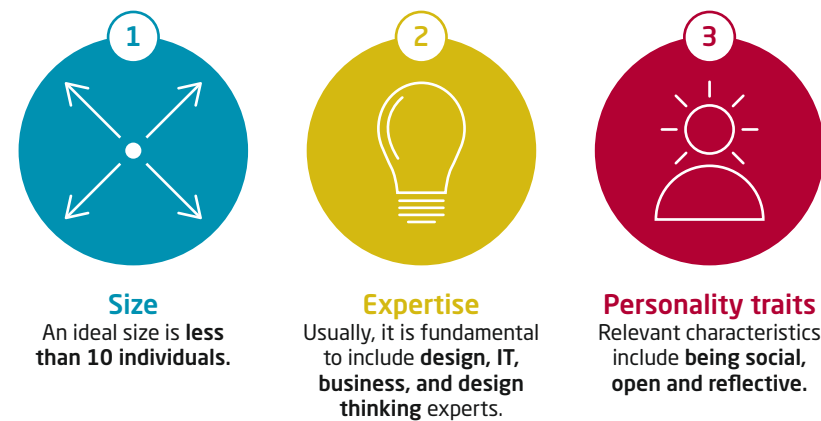 1
Size
An ideal size is less
than 10 individuals.
2
Expertise
Usually, it is fundamental
to include design, IT,
business, and design
thinking experts.
3
Personality traits
Relevant characteristics
include being social,
open and reflective.